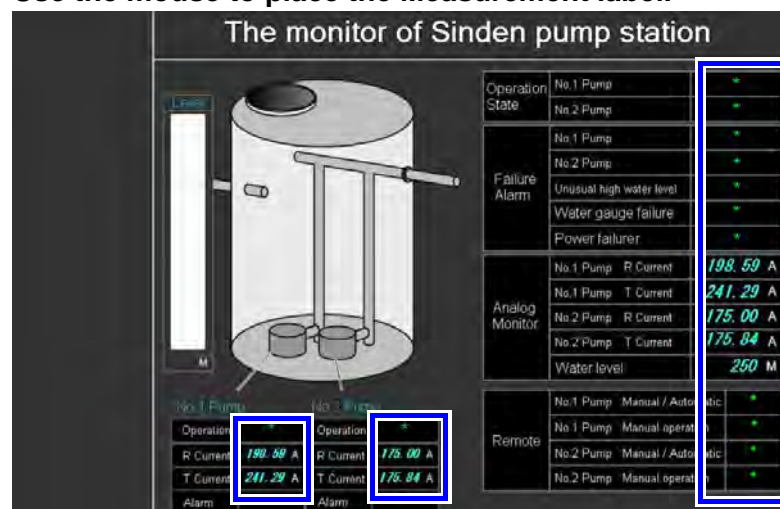 Use the mouse to place the measurement label.
The monitor of Sinden pump station
Level
M
Operation State
No.1 Pump *
No.2 Pump *
Failure Alarm
No.1 Pump *
No.2 Pump *
Unusual high water level *
Water gauge failure *
Power failurer *
Analog Monitor
No.1 Pump R Current 198.59 A
No.1 Pump T Current 241.29 A
No.2 Pump R Current 175.00 A
No.2 Pump T Current 175.84 A
Water level 250 M
Remote
No.1 Pump Manual / Automatic *
No.1 Pump Manual operation *
No.2 Pump Manual / Automatic *
No.2 Pump Manual operation *
No.1 Pump
Operation *
R Current 198.59 A
T Current 241.29 A
Alarm
No.2 Pump
Operation *
R Current 175.00 A
T Current 175.84 A
Alarm